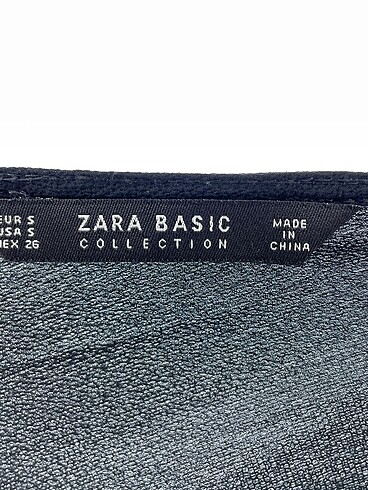 EUR S
USA S
MEX 26
ZARA BASIC
COLLECTION
MADE
IN
CHINA